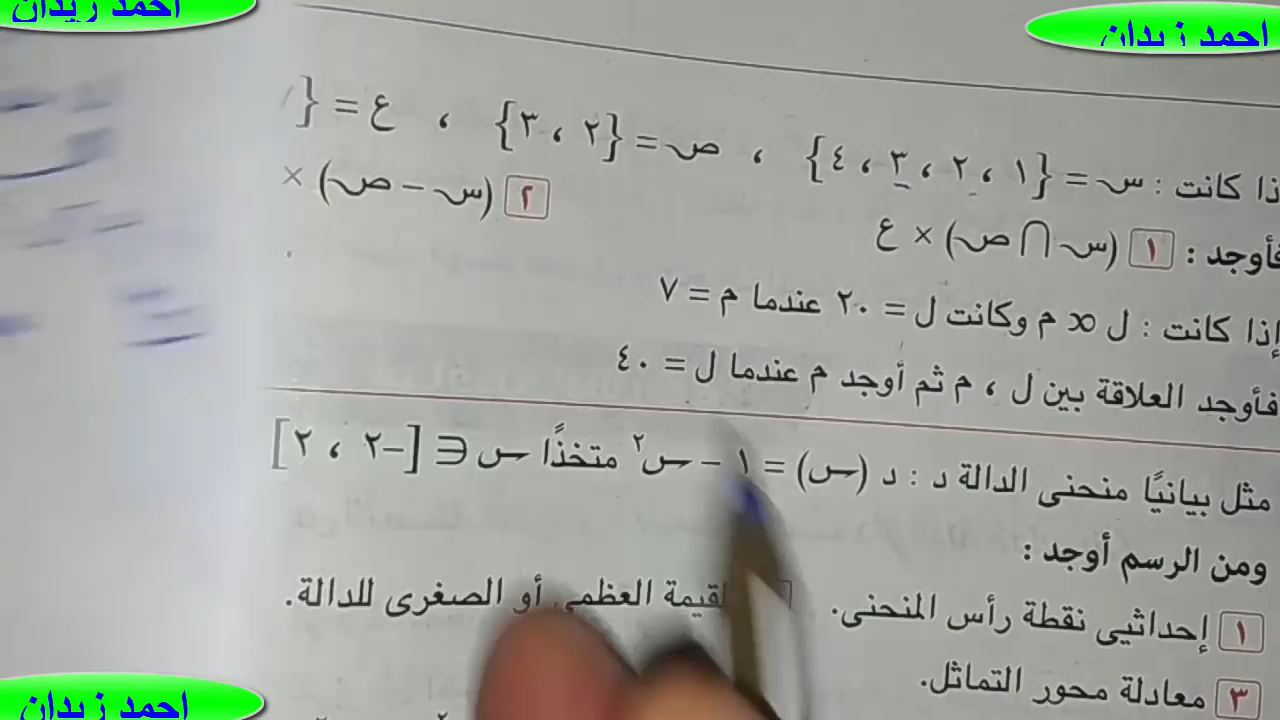 احمد زيدان
احمد زيدان
ذا كانت : س = {١ ، ٢ ، ٣ ، ٤} ، ص = {٢ ، ٣} ، ع = {
فأوجد : ١ (س ∩ ص) × ع ٢ (س – ص) ×
إذا كانت : ل ∝ م وكانت ل = ٢٠ عندما م = ٧
فأوجد العلاقة بين ل ، م ثم أوجد م عندما ل = ٤٠
مثل بيانيًا منحنى الدالة د : د (س) = ١ – س٢ متخذًا س ∈ [–٢ ، ٢]
ومن الرسم أوجد :
١ إحداثيى نقطة رأس المنحنى. القيمة العظمى أو الصغرى للدالة.
٣ معادلة محور التماثل.
احمد زيدان